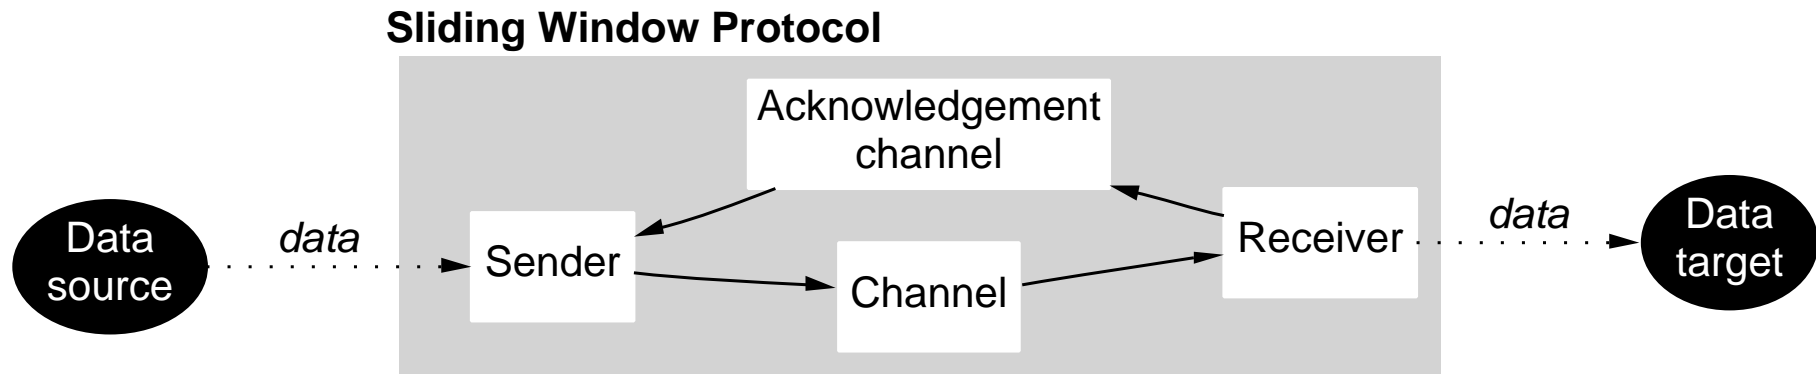 Sliding Window Protocol
Acknowledgement
channel
Data
source
data
Sender
Channel
Receiver
data
Data
target